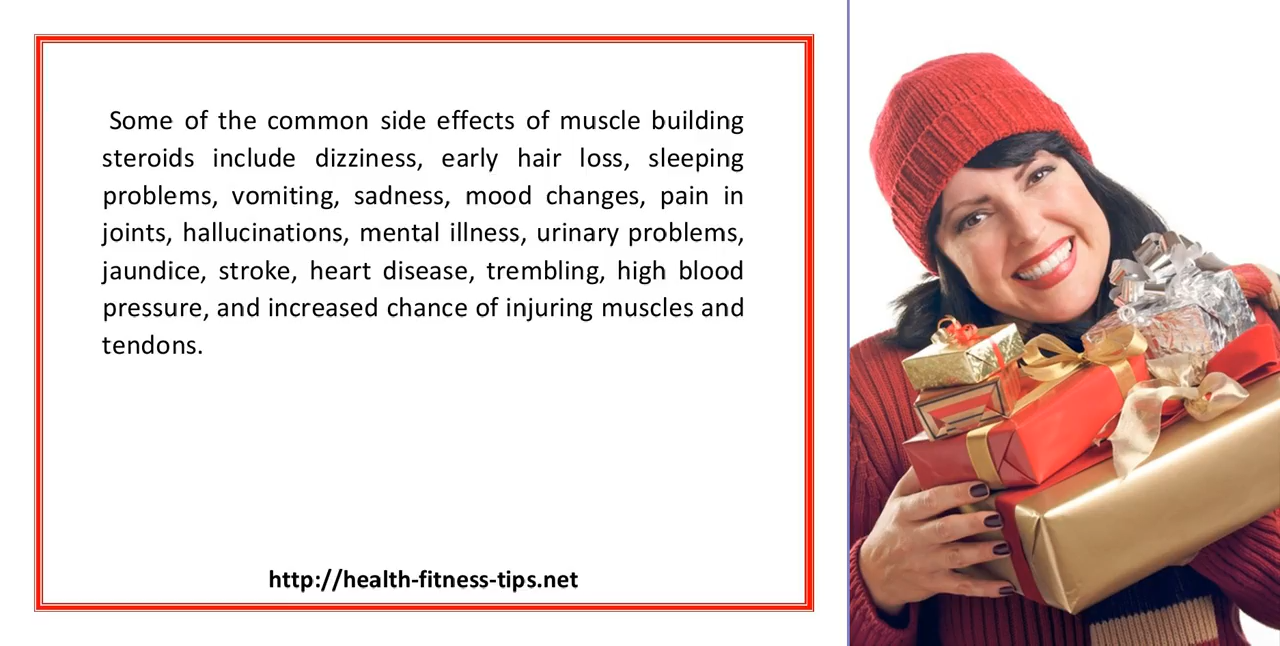 Some of the common side effects of muscle building
steroids include dizziness, early hair loss, sleeping
problems, vomiting, sadness, mood changes, pain in
joints, hallucinations, mental illness, urinary problems,
jaundice, stroke, heart disease, trembling, high blood
pressure, and increased chance of injuring muscles and
tendons.
http://health-fitness-tips.net